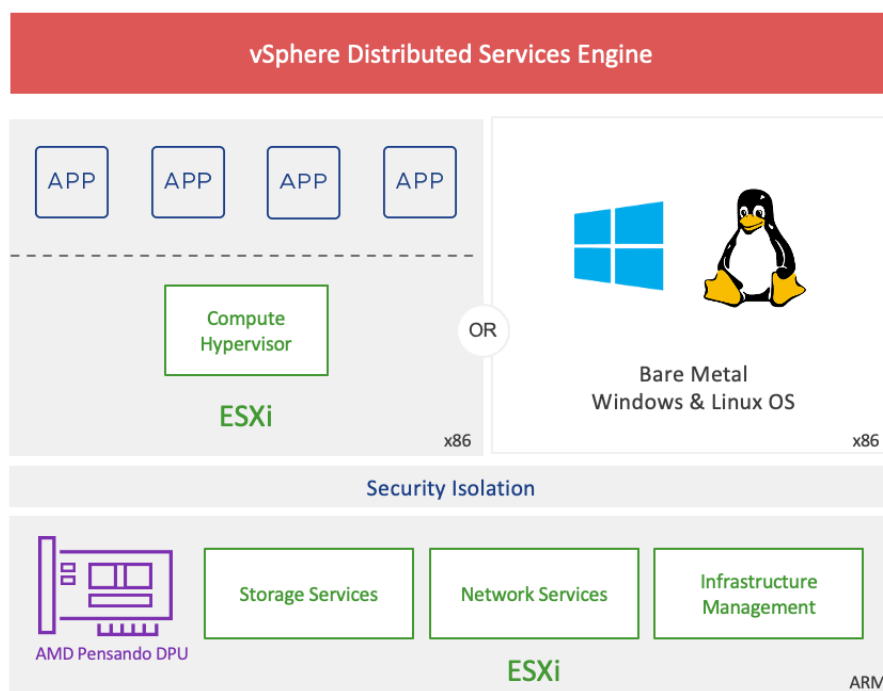 vSphere Distributed Services Engine
APP APP APP APP
Compute
Hypervisor
ESXi
x86
OR
Bare Metal
Windows & Linux OS
x86
Security Isolation
Storage Services
Network Services
Infrastructure
Management
AMD Pensando DPU
ESXi
ARM